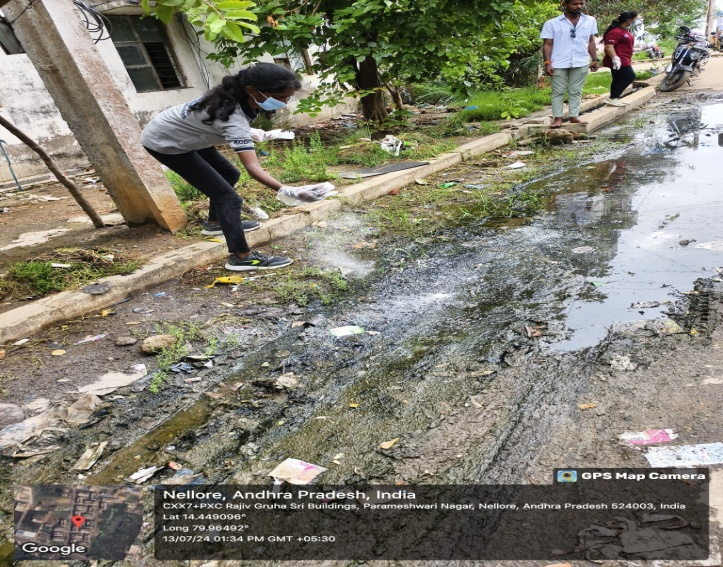 GPS Map Camera
Nellore, Andhra Pradesh, India
CXX7+PXC Rajiv Gruha Sri Buildings, Parameshwari Nagar, Nellore, Andhra Pradesh 524003, India
Lat 14.449096°
Long 79.96492°
13/07/24 01:34 PM GMT +05:30
Google